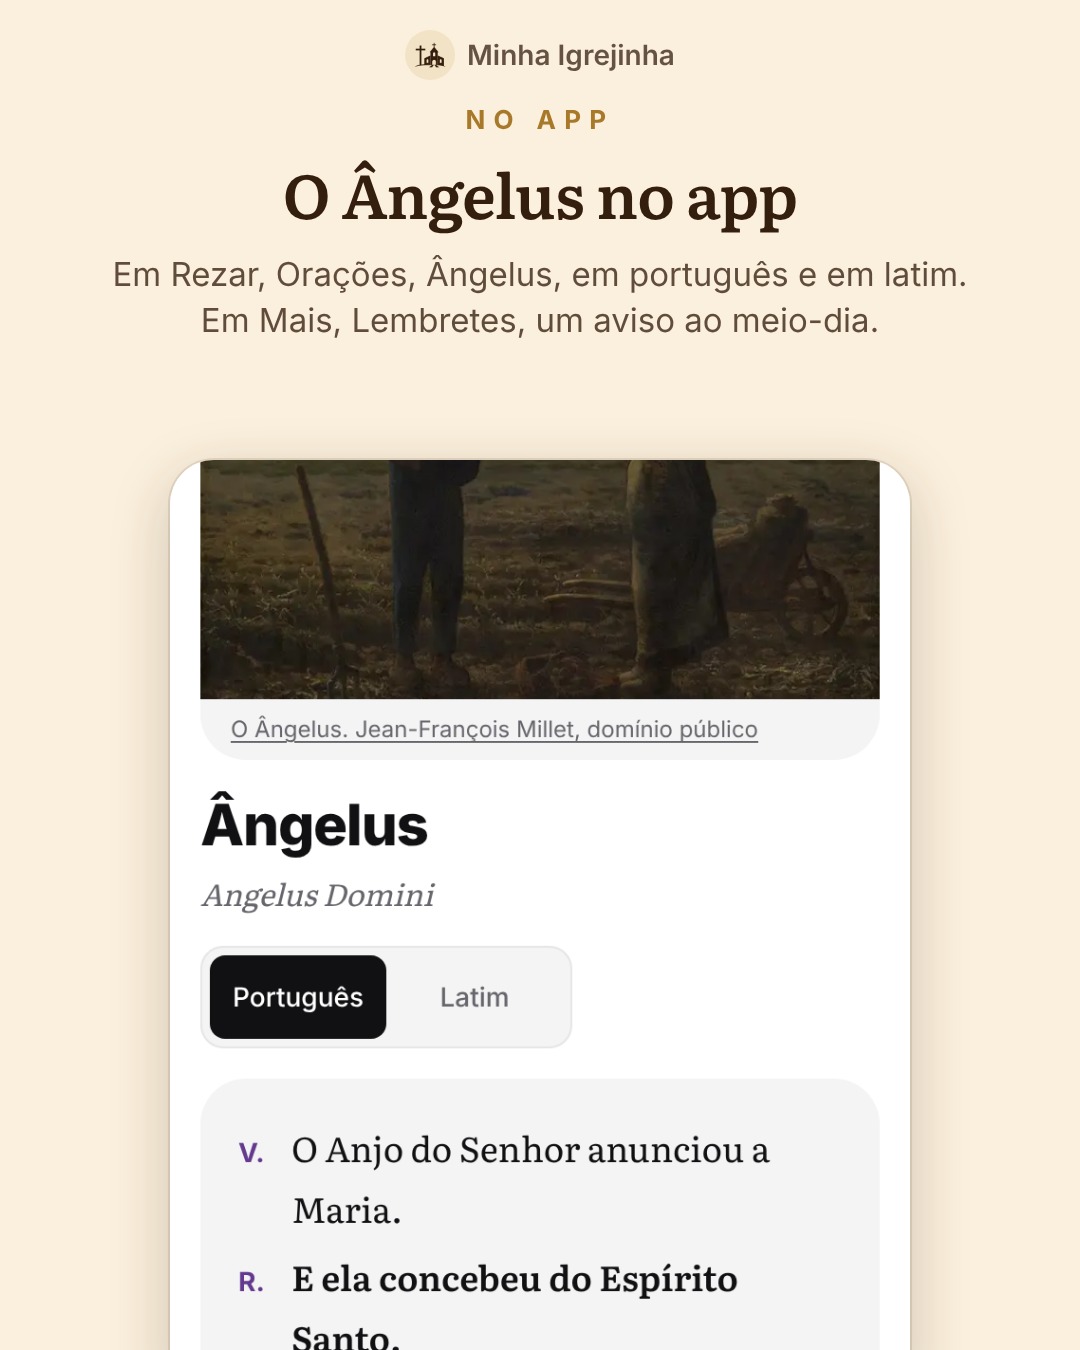 Minha Igrejinha
NO APP
O Ângelus no app
Em Rezar, Orações, Ângelus, em português e em latim.
Em Mais, Lembretes, um aviso ao meio-dia.
O Ângelus. Jean-François Millet, domínio público
Ângelus
Angelus Domini
Português Latim
V. O Anjo do Senhor anunciou a
Maria.
R. E ela concebeu do Espírito
Santo.